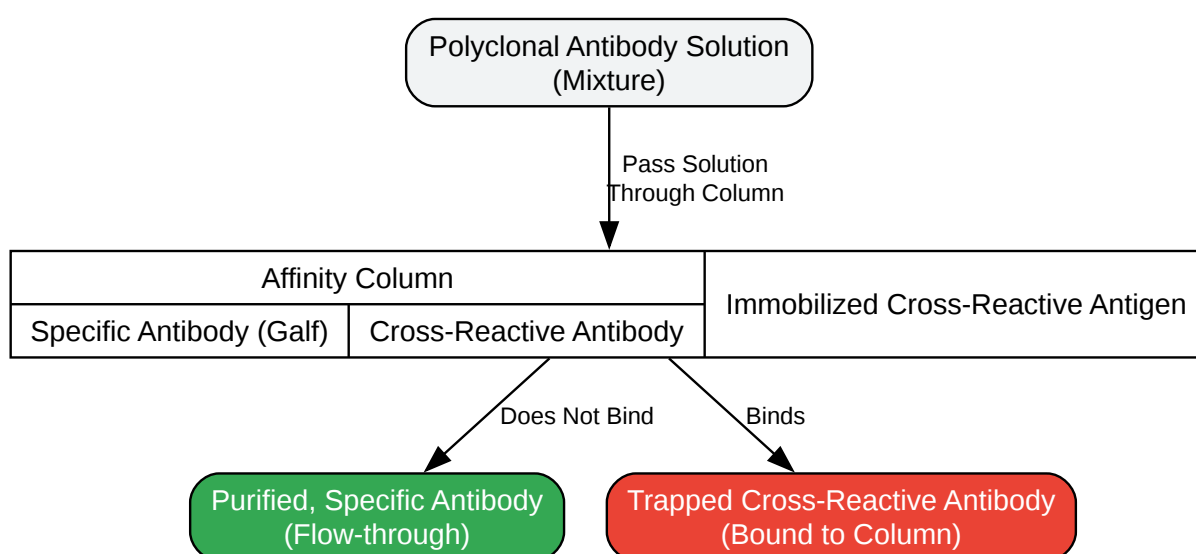 Polyclonal Antibody Solution
(Mixture)
Pass Solution
Through Column
Affinity Column
Immobilized Cross-Reactive Antigen
Specific Antibody (Galf)
Cross-Reactive Antibody
Does Not Bind
Binds
Purified, Specific Antibody
(Flow-through)
Trapped Cross-Reactive Antibody
(Bound to Column)